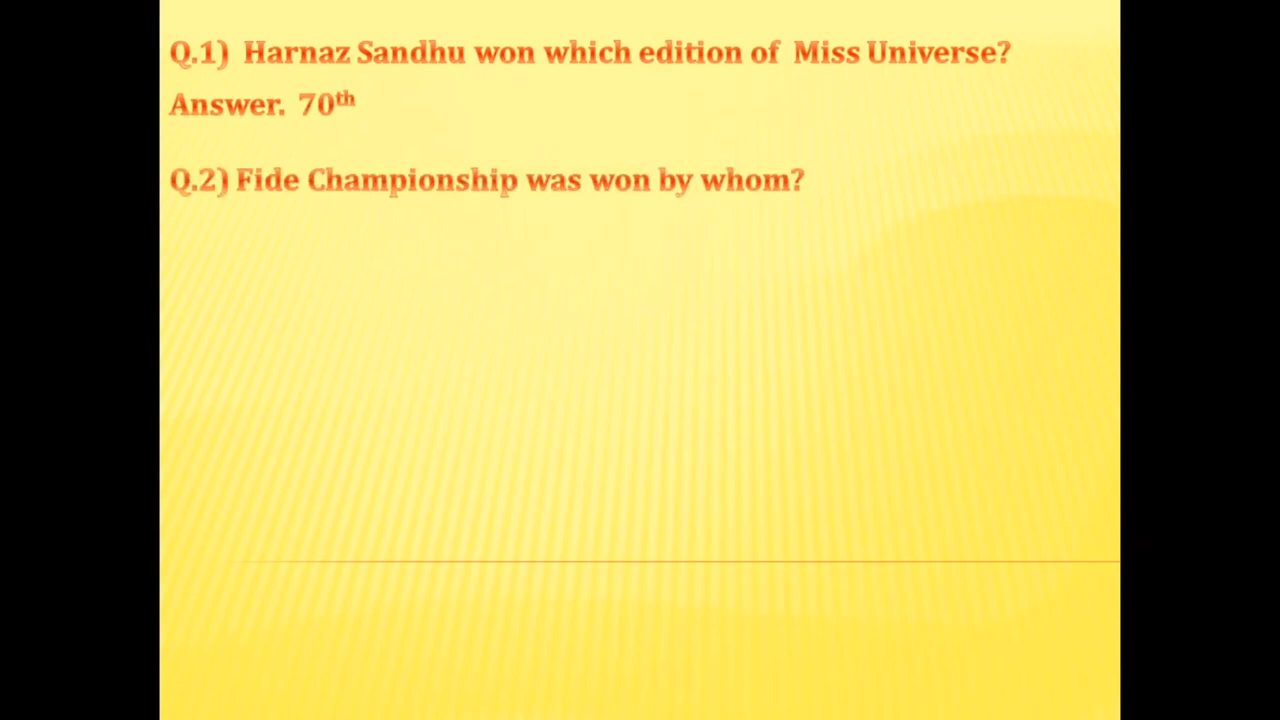 Q.1) Harnaz Sandhu won which edition of Miss Universe?
Answer. 70th
Q.2) Fide Championship was won by whom?